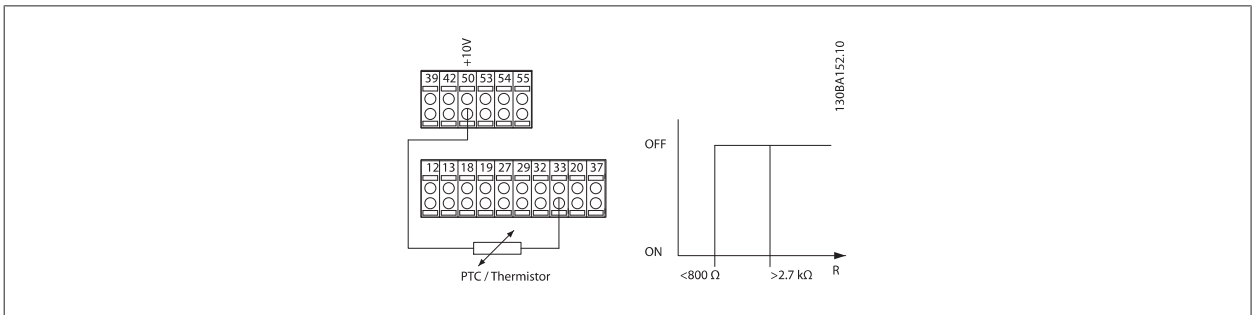 +10V
39 42 50 53 54 55
12 13 18 19 27 29 32 33 20 37
PTC / Thermistor
OFF
ON
<800 Ω >2.7 kΩ R
130BA152.10